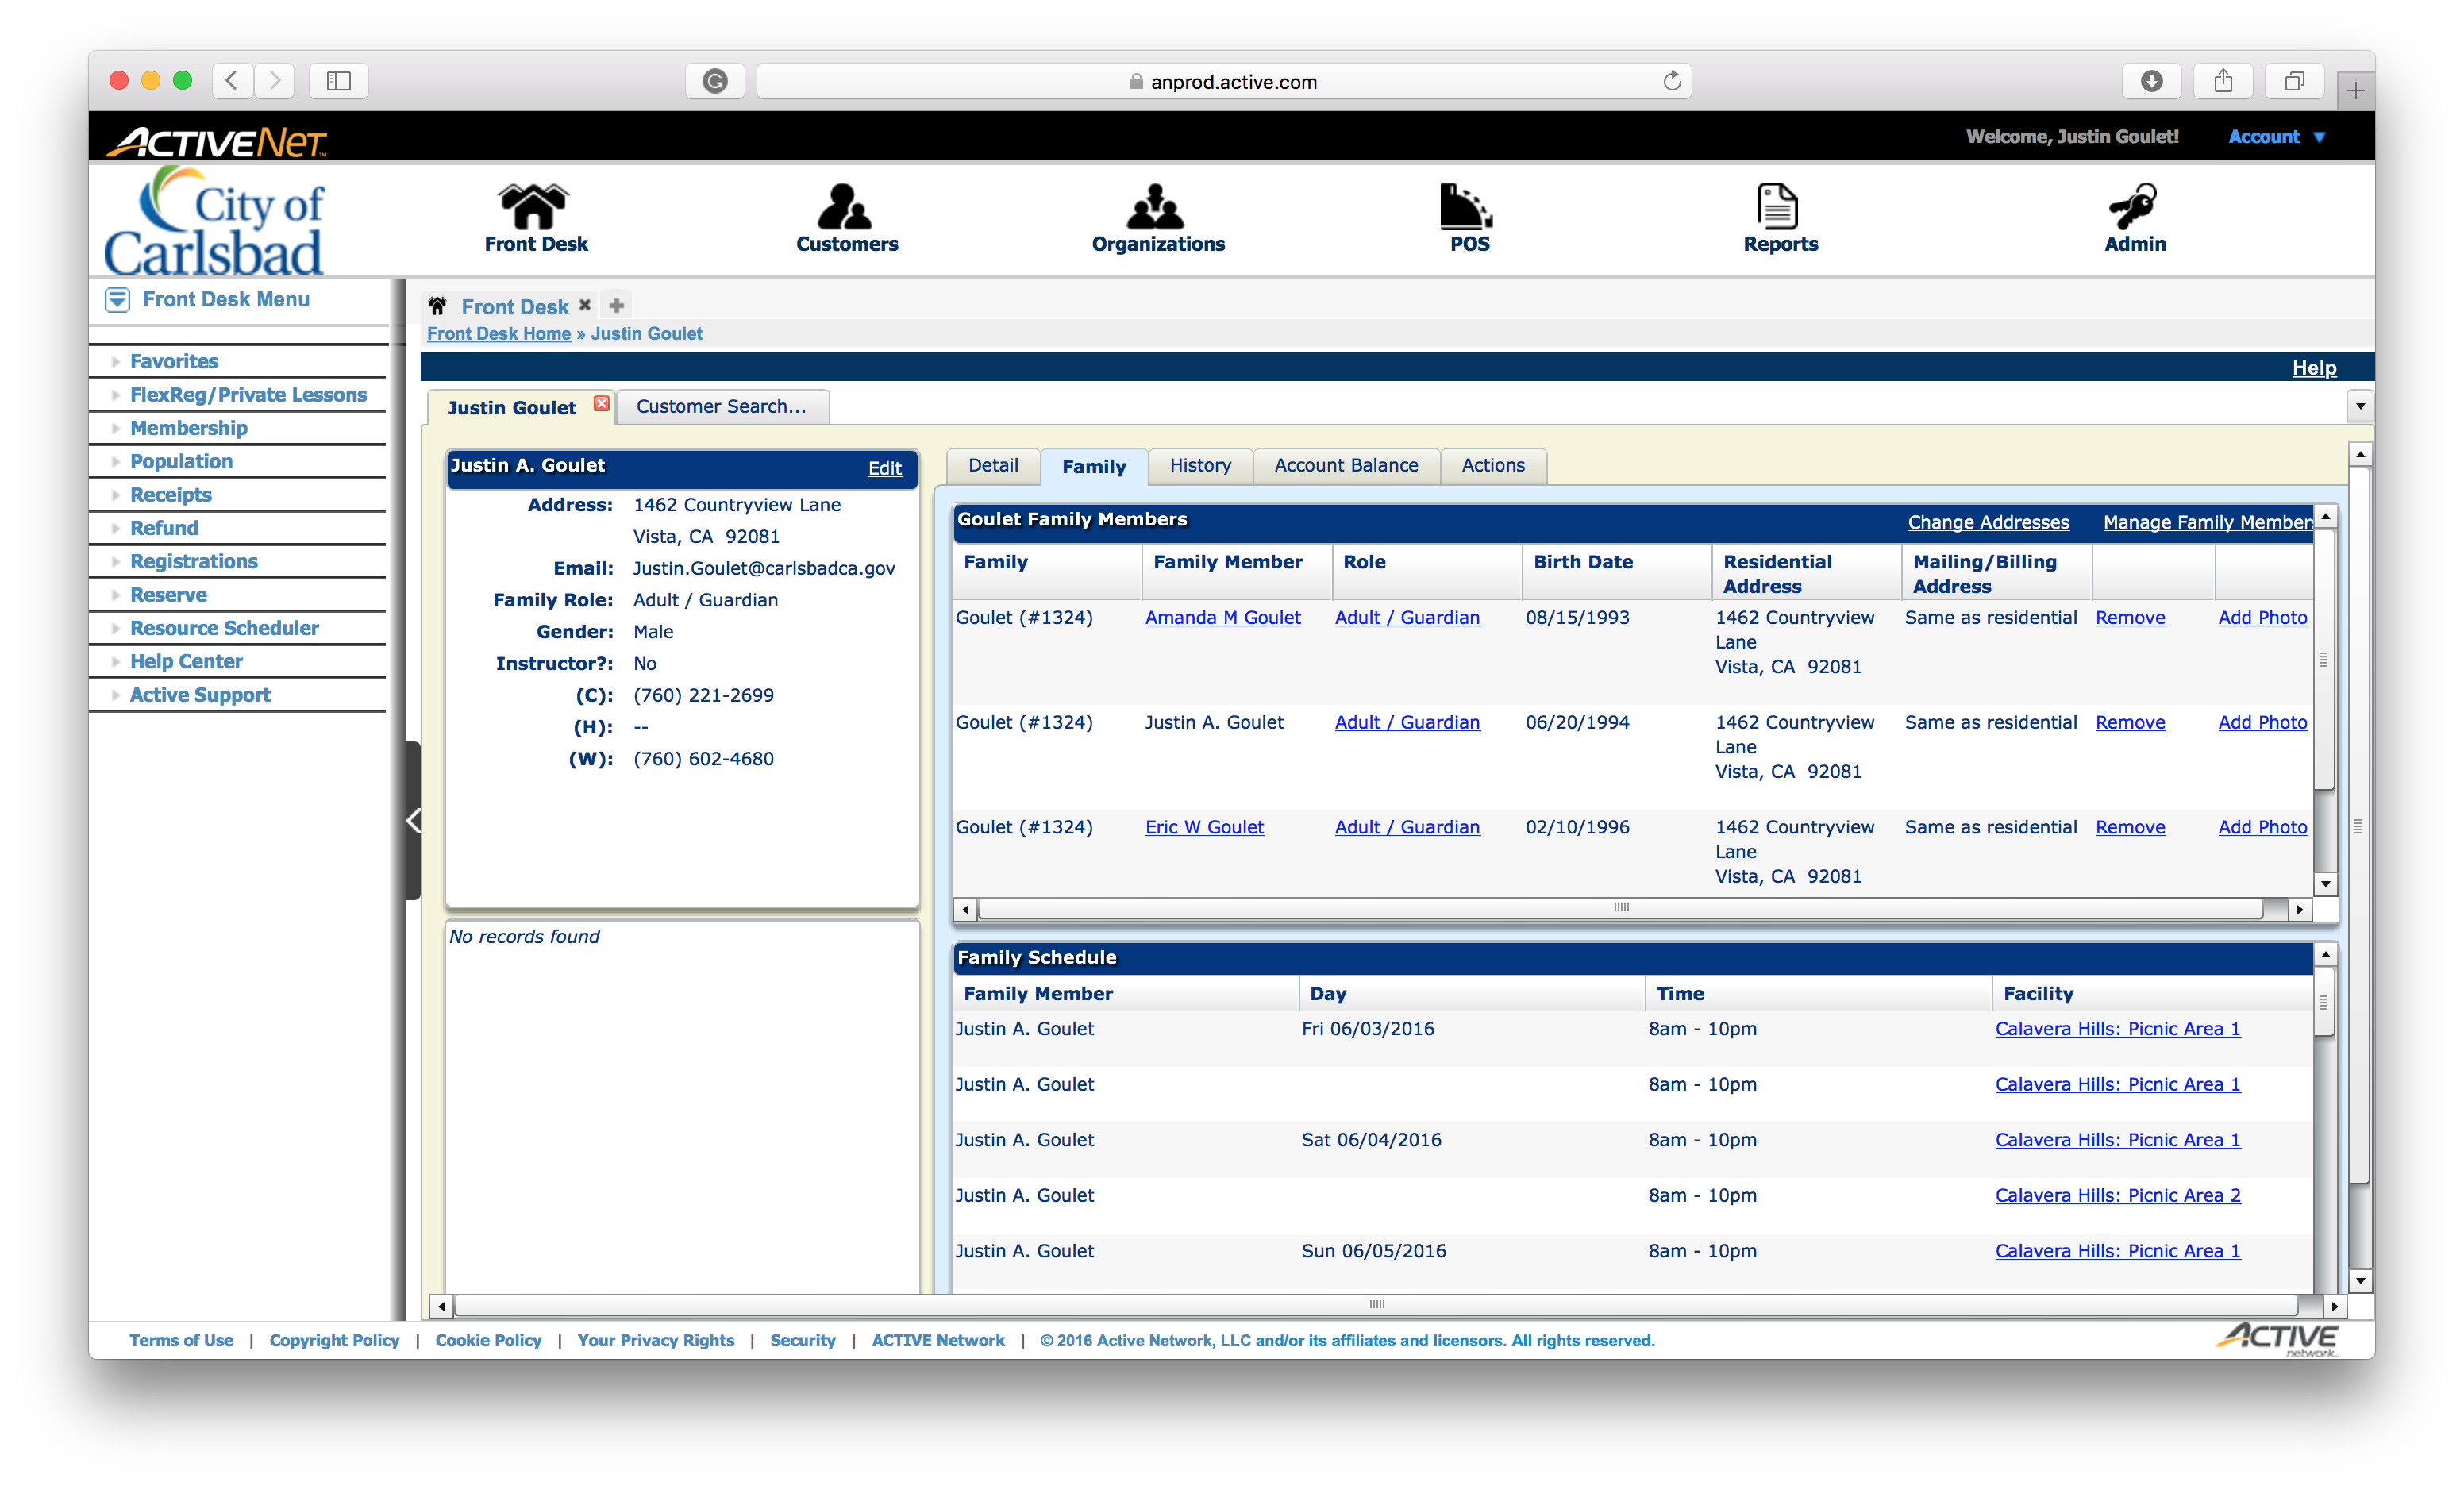 anprod.active.com
ACTIVENET
Welcome, Justin Goulet! Account
City of
Carlsbad
Front Desk
Customers
Organizations
POS
Reports
Admin
Front Desk Menu
Favorites
FlexReg/Private Lessons
Membership
Population
Receipts
Refund
Registrations
Reserve
Resource Scheduler
Help Center
Active Support
Front Desk
Front Desk Home » Justin Goulet
Help
Justin Goulet
Customer Search...
Justin A. Goulet Edit
Address: 1462 Countryview Lane
Vista, CA 92081
Email: Justin.Goulet@carlsbadca.gov
Family Role: Adult / Guardian
Gender: Male
Instructor?: No
(C): (760) 221-2699
(H): --
(W): (760) 602-4680
No records found
Detail Family History Account Balance Actions
Goulet Family Members Change Addresses Manage Family Members
Family Family Member Role Birth Date Residential Address Mailing/Billing Address
Goulet (#1324) Amanda M Goulet Adult / Guardian 08/15/1993 1462 Countryview Same as residential Remove Add Photo
Lane
Vista, CA 92081
Goulet (#1324) Justin A. Goulet Adult / Guardian 06/20/1994 1462 Countryview Same as residential Remove Add Photo
Lane
Vista, CA 92081
Goulet (#1324) Eric W Goulet Adult / Guardian 02/10/1996 1462 Countryview Same as residential Remove Add Photo
Lane
Vista, CA 92081
Family Schedule
Family Member Day Time Facility
Justin A. Goulet Fri 06/03/2016 8am - 10pm Calavera Hills: Picnic Area 1
Justin A. Goulet 8am - 10pm Calavera Hills: Picnic Area 1
Justin A. Goulet Sat 06/04/2016 8am - 10pm Calavera Hills: Picnic Area 1
Justin A. Goulet 8am - 10pm Calavera Hills: Picnic Area 2
Justin A. Goulet Sun 06/05/2016 8am - 10pm Calavera Hills: Picnic Area 1
Terms of Use | Copyright Policy | Cookie Policy | Your Privacy Rights | Security | ACTIVE Network | © 2016 Active Network, LLC and/or its affiliates and licensors. All rights reserved.
ACTIVE
network